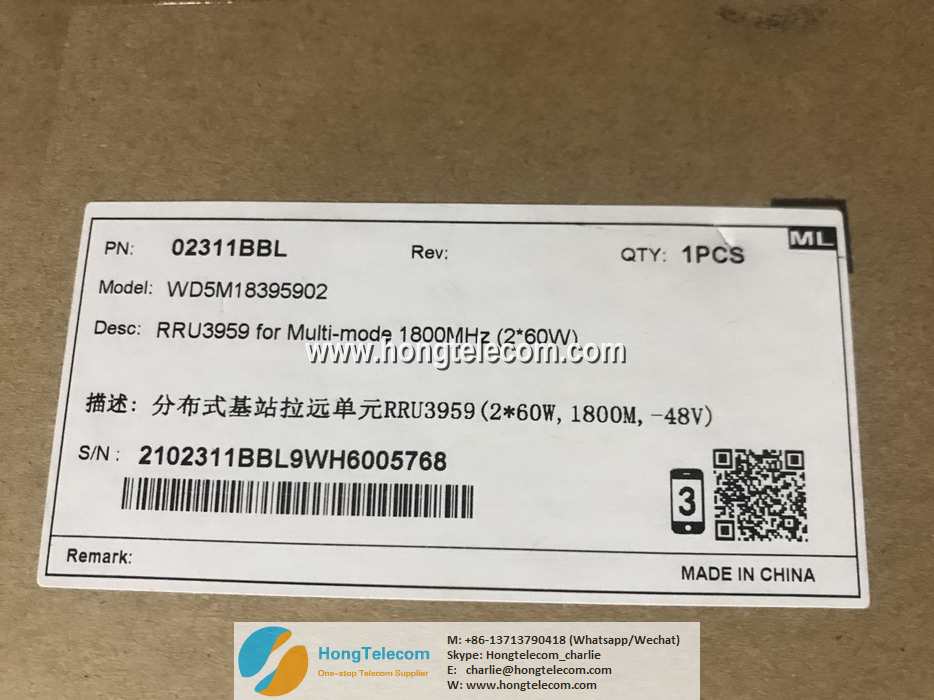 ML
PN: 02311BBL Rev: QTY: 1PCS
Model: WD5M18395902
Desc: RRU3959 for Multi-mode 1800MHz (2*60W)
www.hongtelecom.com
描述: 分布式基站拉远单元RRU3959(2*60W, 1800M, -48V)
S/N : 2102311BBL9WH6005768
3
Remark:
MADE IN CHINA
HongTelecom
One-stop Telecom Supplier
M: +86-13713790418 (Whatsapp/Wechat)
Skype: Hongtelecom_charlie
E: charlie@hongtelecom.com
W: www.hongtelecom.com